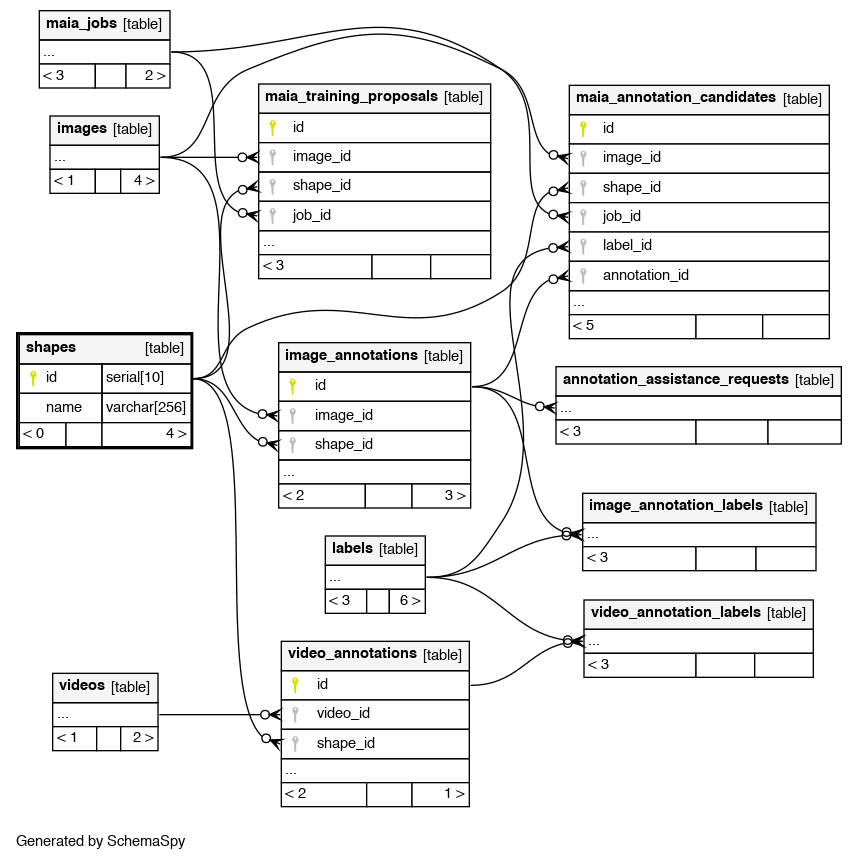 maia_jobs [table]
...
< 3 2 >
images [table]
...
< 1 4 >
maia_training_proposals [table]
id
image_id
shape_id
job_id
...
< 3
maia_annotation_candidates [table]
id
image_id
shape_id
job_id
label_id
annotation_id
...
< 5
shapes [table]
id serial[10]
name varchar[256]
< 0 4 >
image_annotations [table]
id
image_id
shape_id
...
< 2 3 >
annotation_assistance_requests [table]
...
< 3
image_annotation_labels [table]
...
< 3
labels [table]
...
< 3 6 >
video_annotation_labels [table]
...
< 3
video_annotations [table]
id
video_id
shape_id
...
< 2 1 >
videos [table]
...
< 1 2 >
Generated by SchemaSpy